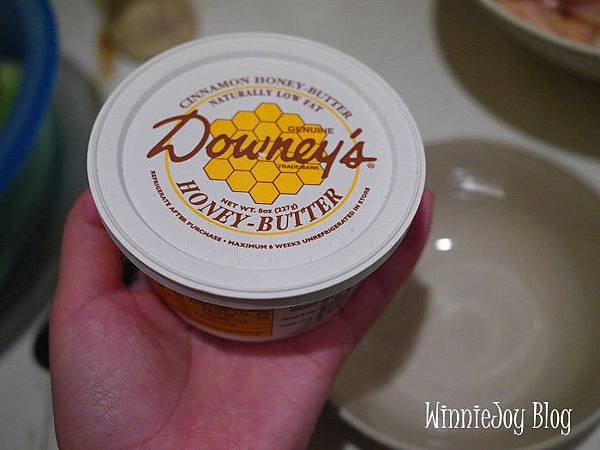 CINNAMON HONEY-BUTTER
NATURALLY LOW FAT
GENUINE
Downey's ®
TRADEMARK
NET WT. 8oz (227g)
HONEY-BUTTER
REFRIGERATE AFTER PURCHASE • MAXIMUM 6 WEEKS UNREFRIGERATED IN STORE
WinnieJoy Blog